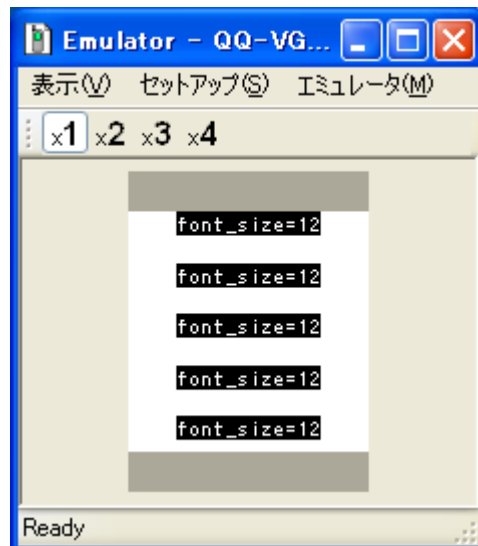 Emulator - QQ-VG...
表示(V) セットアップ(S) エミュレータ(M)
x1 x2 x3 x4
font_size=12
font_size=12
font_size=12
font_size=12
font_size=12
Ready